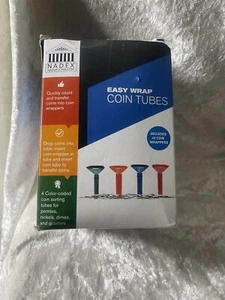 NADEX
Quickly count
and transfer
coins into coin
wrappers
EASY WRAP
COIN TUBES
INCLUDES
COIN
WRAPPERS
Drop coins into
tube; insert
coin wrapper in
tube and invert
coin tube to
transfer coins
4 Color-coded
coin sorting
tubes for
pennies,
nickels, dimes,
and quarters